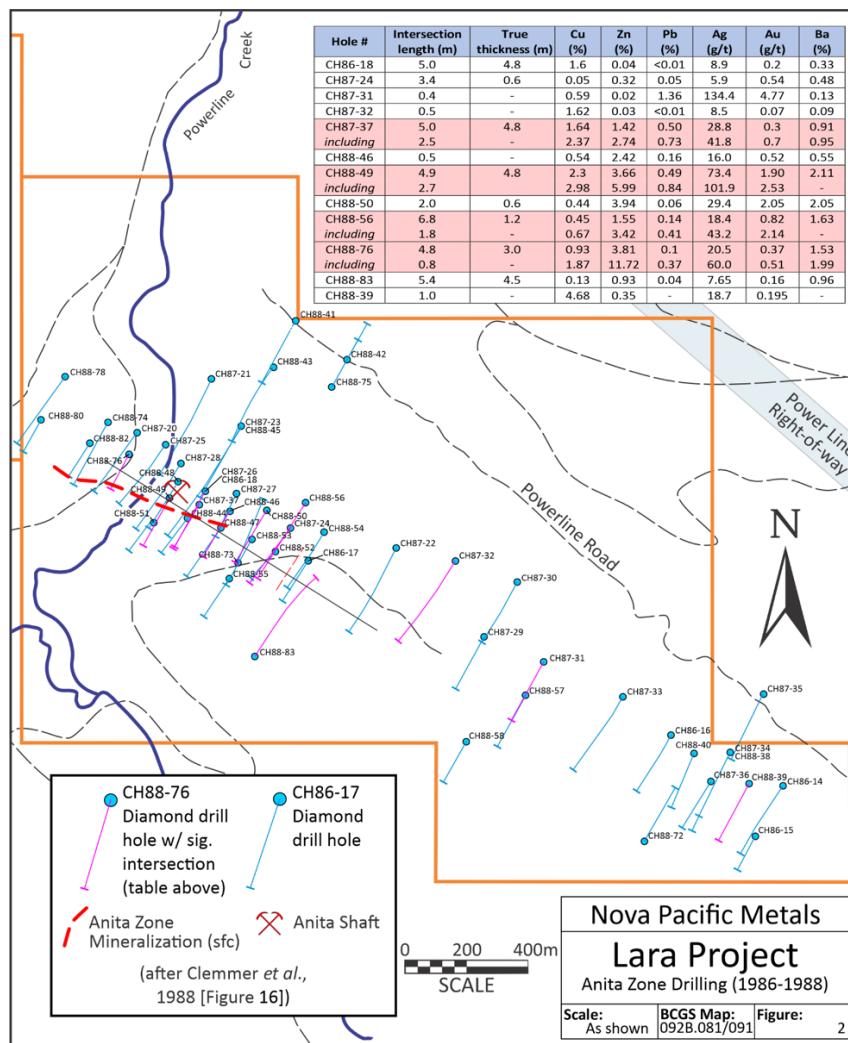 Hole # Intersection length (m) True thickness (m) Cu (%) Zn (%) Pb (%) Ag (g/t) Au (g/t) Ba (%)
CH86-18 5.0 4.8 1.6 0.04 <0.01 8.9 0.2 0.33
CH87-24 3.4 0.6 0.05 0.32 0.05 5.9 0.54 0.48
CH87-31 0.4 - 0.59 0.02 1.36 134.4 4.77 0.13
CH87-32 0.5 - 1.62 0.03 <0.01 8.5 0.07 0.09
CH87-37 5.0 4.8 1.64 1.42 0.50 28.8 0.3 0.91
including 2.5 - 2.37 2.74 0.73 41.8 0.7 0.95
CH88-46 0.5 - 0.54 2.42 0.16 16.0 0.52 0.55
CH88-49 4.9 4.8 2.3 3.66 0.49 73.4 1.90 2.11
including 2.7 - 2.98 5.99 0.84 101.9 2.53 -
CH88-50 2.0 0.6 0.44 3.94 0.06 29.4 2.05 2.05
CH88-56 6.8 1.2 0.45 1.55 0.14 18.4 0.82 1.63
including 1.8 - 0.67 3.42 0.41 43.2 2.14 -
CH88-76 4.8 3.0 0.93 3.81 0.1 20.5 0.37 1.53
including 0.8 - 1.87 11.72 0.37 60.0 0.51 1.99
CH88-83 5.4 4.5 0.13 0.93 0.04 7.65 0.16 0.96
CH88-39 1.0 - 4.68 0.35 - 18.7 0.195 -
Powerline Creek
CH88-41
CH88-42
CH88-43
CH88-75
CH88-78
CH87-21
CH88-80
CH88-74
CH87-20
CH87-23
CH88-45
CH88-82
CH87-25
CH88-76
CH87-28
CH88-48
CH87-26
CH86-18
CH88-49
CH87-27
CH87-37
CH88-46
CH88-56
CH88-50
CH88-51
CH88-44
CH88-47
CH87-24
CH88-54
CH88-53
CH88-52
CH88-73
CH86-17
CH88-55
CH87-22
CH87-32
CH87-30
CH87-29
CH88-83
CH87-31
CH88-57
CH88-58
CH87-33
CH87-35
CH86-16
CH88-40
CH87-34
CH88-38
CH87-36
CH88-39
CH86-14
CH86-15
CH88-72
Powerline Road
Power Line
Right-of-way
N
CH88-76
Diamond drill
hole w/ sig.
intersection
(table above)
CH86-17
Diamond
drill hole
Anita Zone
Mineralization (sfc)
Anita Shaft
(after Clemmer et al.,
1988 [Figure 16])
0 200 400m
SCALE
Nova Pacific Metals
Lara Project
Anita Zone Drilling (1986-1988)
Scale: BCGS Map: Figure:
As shown 092B.081/091 2